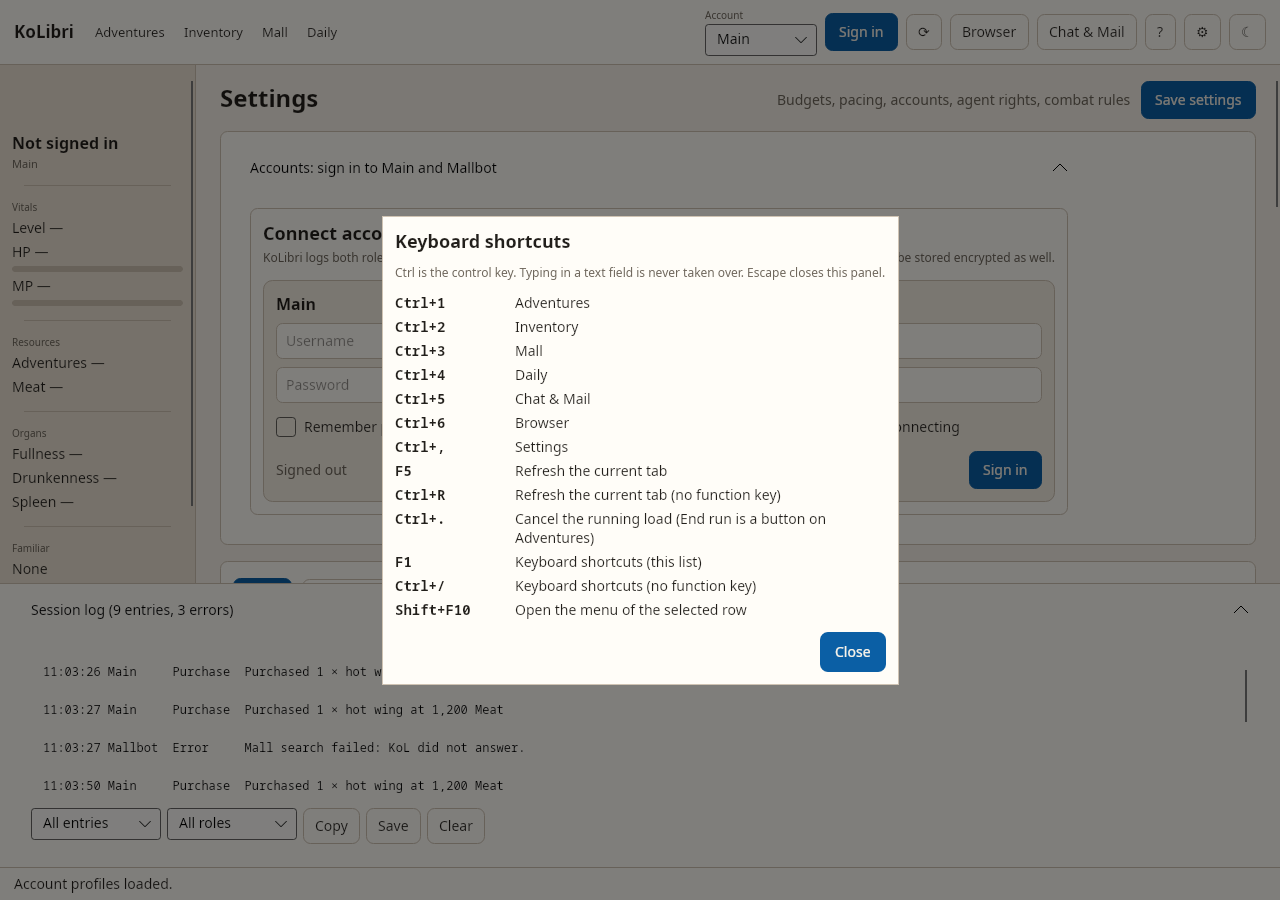 KoLibri
Adventures
Inventory
Mall
Daily
Account
Main
Sign in
⟳
Browser
Chat & Mail
?
⚙
☾
Not signed in
Main
Vitals
Level —
HP —
MP —
Resources
Adventures —
Meat —
Organs
Fullness —
Drunkenness —
Spleen —
Familiar
None
Settings
Budgets, pacing, accounts, agent rights, combat rules
Save settings
Accounts: sign in to Main and Mallbot
Connect acco
KoLibri logs both role
be stored encrypted as well.
Main
Username
Password
Remember
onnecting
Signed out
Sign in
Keyboard shortcuts
Ctrl is the control key. Typing in a text field is never taken over. Escape closes this panel.
Ctrl+1 Adventures
Ctrl+2 Inventory
Ctrl+3 Mall
Ctrl+4 Daily
Ctrl+5 Chat & Mail
Ctrl+6 Browser
Ctrl+, Settings
F5 Refresh the current tab
Ctrl+R Refresh the current tab (no function key)
Ctrl+. Cancel the running load (End run is a button on
Adventures)
F1 Keyboard shortcuts (this list)
Ctrl+/ Keyboard shortcuts (no function key)
Shift+F10 Open the menu of the selected row
Close
Session log (9 entries, 3 errors)
11:03:26 Main Purchase Purchased 1 × hot w
11:03:27 Main Purchase Purchased 1 × hot wing at 1,200 Meat
11:03:27 Mallbot Error Mall search failed: KoL did not answer.
11:03:50 Main Purchase Purchased 1 × hot wing at 1,200 Meat
All entries
All roles
Copy
Save
Clear
Account profiles loaded.